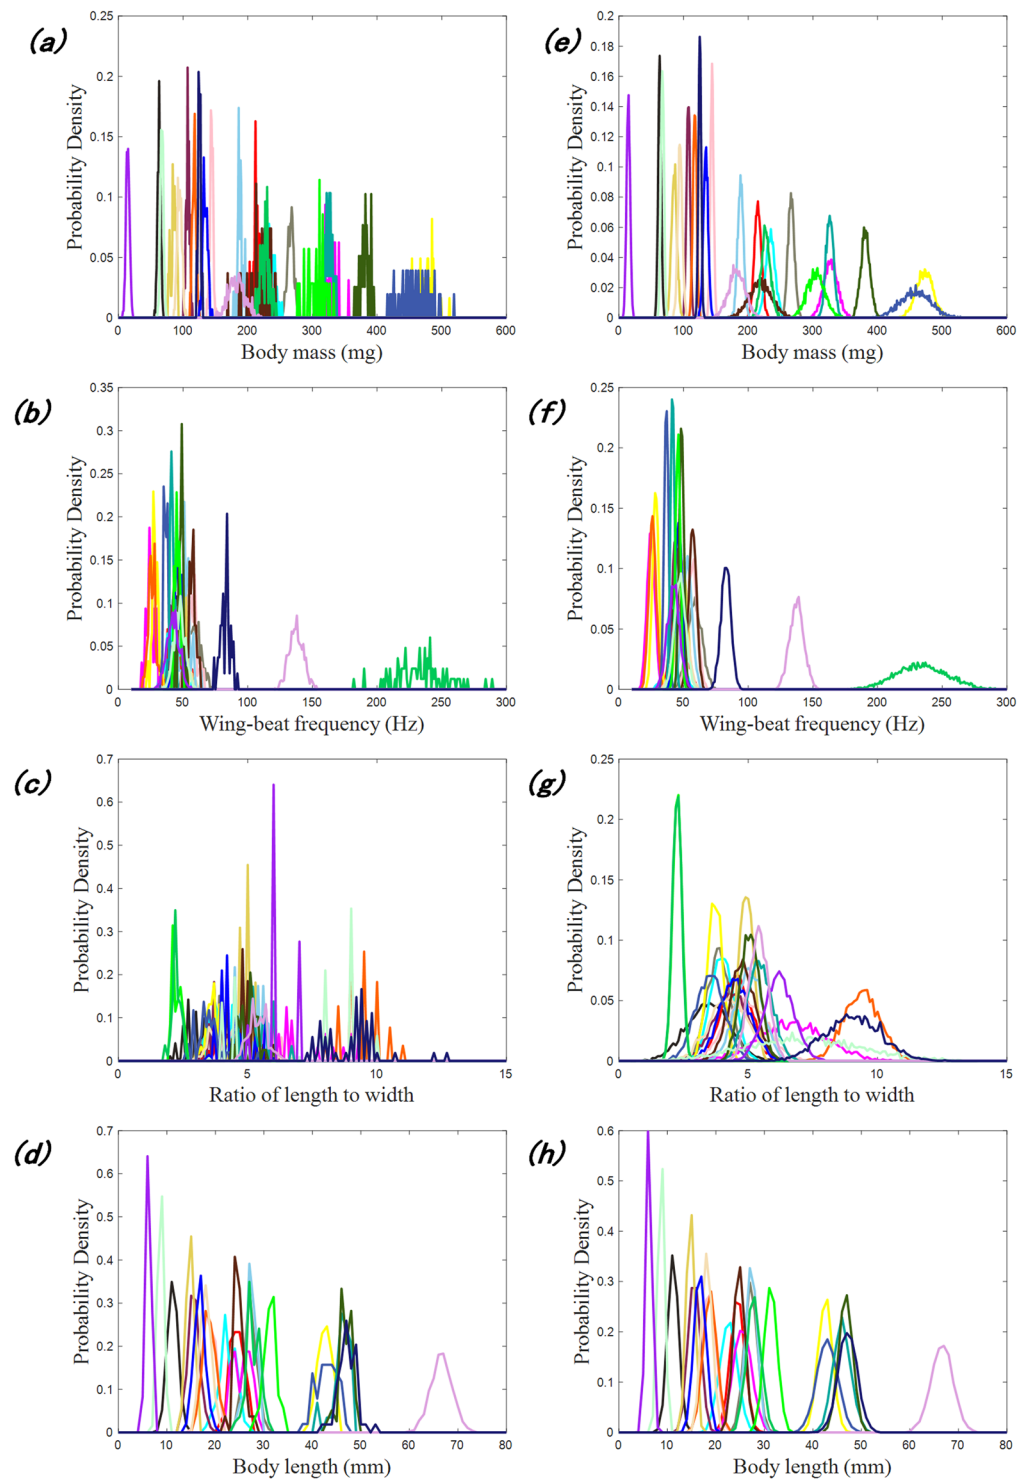 (a)
0.25
0.2
0.15
0.1
0.05
0
Probability Density
0 100 200 300 400 500 600
Body mass (mg)
(e)
0.2
0.18
0.16
0.14
0.12
0.1
0.08
0.06
0.04
0.02
0
Probability Density
0 100 200 300 400 500 600
Body mass (mg)
(b)
0.35
0.3
0.25
0.2
0.15
0.1
0.05
0
Probability Density
0 50 100 150 200 250 300
Wing-beat frequency (Hz)
(f)
0.25
0.2
0.15
0.1
0.05
0
Probability Density
0 50 100 150 200 250 300
Wing-beat frequency (Hz)
(c)
0.7
0.6
0.5
0.4
0.3
0.2
0.1
0
Probability Density
0 5 10 15
Ratio of length to width
(g)
0.25
0.2
0.15
0.1
0.05
0
Probability Density
0 5 10 15
Ratio of length to width
(d)
0.7
0.6
0.5
0.4
0.3
0.2
0.1
0
Probability Density
0 10 20 30 40 50 60 70 80
Body length (mm)
(h)
0.6
0.5
0.4
0.3
0.2
0.1
0
Probability Density
0 10 20 30 40 50 60 70 80
Body length (mm)